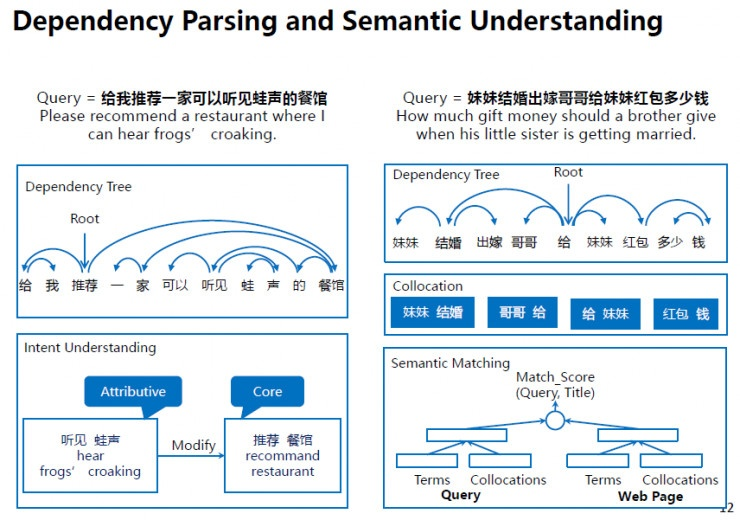 Dependency Parsing and Semantic Understanding
Query = 给我推荐一家可以听见蛙声的餐馆
Please recommend a restaurant where I
can hear frogs’ croaking.
Dependency Tree
Root
给 我 推荐 一 家 可以 听见 蛙 声 的 餐馆
Intent Understanding
Attributive
Core
听见 蛙声
hear
frogs’ croaking
Modify
推荐 餐馆
recommand
restaurant
Query = 妹妹结婚出嫁哥哥给妹妹红包多少钱
How much gift money should a brother give
when his little sister is getting married.
Dependency Tree
Root
妹妹 结婚 出嫁 哥哥 给 妹妹 红包 多少 钱
Collocation
妹妹 结婚
哥哥 给
给 妹妹
红包 钱
Semantic Matching
Match_Score
(Query, Title)
Terms Collocations Terms Collocations
Query Web Page
12